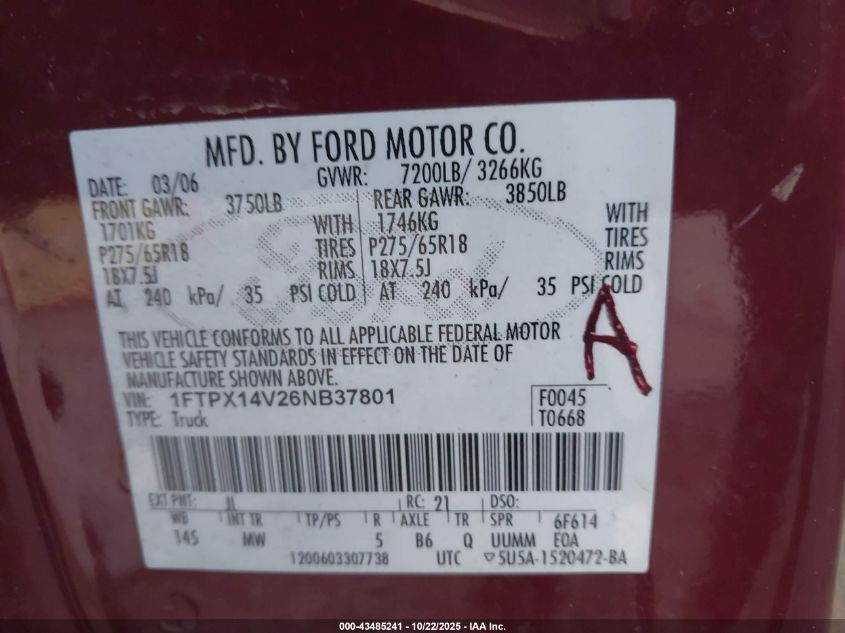 MFD. BY FORD MOTOR CO.
DATE: 03/06 GVWR: 7200LB/ 3266KG
FRONT GAWR: 3750LB REAR GAWR: 3850LB
1701KG WITH 1746KG WITH
P275/65R18 TIRES P275/65R18 TIRES
18X7.5J RIMS 18X7.5J RIMS
AT 240 kPa/ 35 PSI COLD AT 240 kPa/ 35 PSI COLD
A
THIS VEHICLE CONFORMS TO ALL APPLICABLE FEDERAL MOTOR
VEHICLE SAFETY STANDARDS IN EFFECT ON THE DATE OF
MANUFACTURE SHOWN ABOVE.
VIN: 1FTPX14V26NB37801 F0045
TYPE: Truck T0668
EXT PNT: JL RC: 21 DSO:
WB INT TR TP/PS R AXLE TR SPR 6F614
145 MW 5 B6 Q UUMM EOA
1200603307738 UTC ▽5U5A-1520472-BA
000-43485241 - 10/22/2025 - IAA Inc.